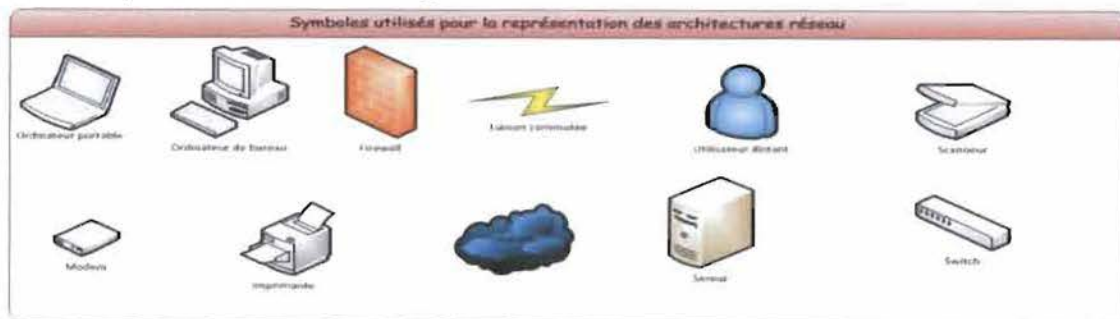 Symboles utilisés pour la représentation des architectures réseau
Ordinateur portable
Ordinateur de bureau
Firewall
Liaison commutée
Utilisateur distant
Scanneur
Modem
Imprimante
Serveur
Switch